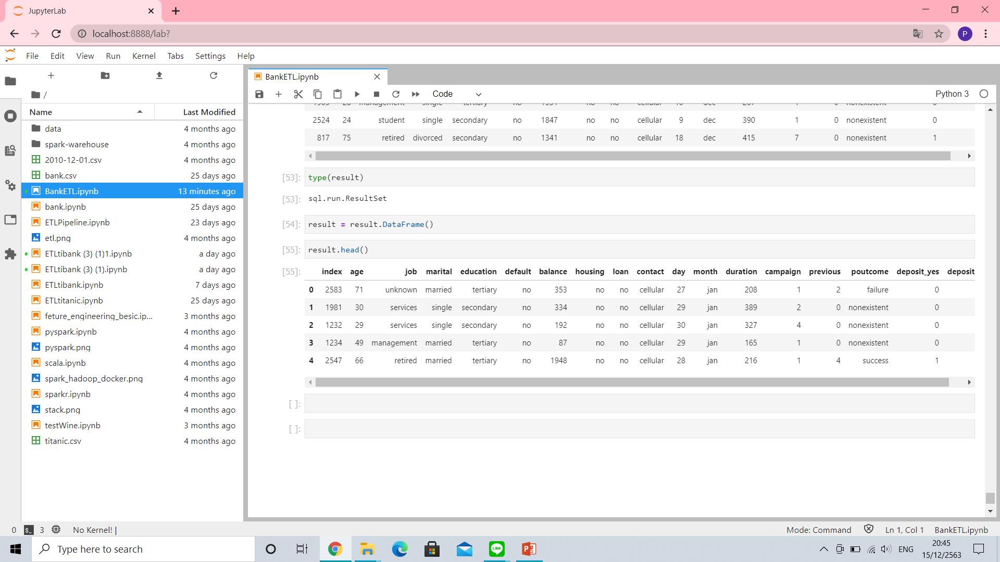 JupyterLab
localhost:8888/lab?
P
File Edit View Run Kernel Tabs Settings Help
/
Name Last Modified
data 4 months ago
spark-warehouse 4 months ago
2010-12-01.csv 4 months ago
bank.csv 25 days ago
BankETL.ipynb 13 minutes ago
bank.ipynb 25 days ago
ETLPipeline.ipynb 23 days ago
etl.png 4 months ago
ETLtibank (3) (1)1.ipynb a day ago
ETLtibank (3) (1).ipynb a day ago
ETLtibank.ipynb 7 days ago
ETLtitanic.ipynb 25 days ago
feture_engineering_besic.ip... 3 months ago
pyspark.ipynb 4 months ago
pyspark.png 4 months ago
scala.ipynb 4 months ago
spark_hadoop_docker.png 4 months ago
sparkr.ipynb 4 months ago
stack.png 4 months ago
testWine.ipynb 3 months ago
titanic.csv 4 months ago
BankETL.ipynb
Code Python 3
management single tertiary no no no cellular dec nonexistent
2524 24 student single secondary no 1847 no no cellular 9 dec 390 1 0 nonexistent 0
817 75 retired divorced secondary no 1341 no no cellular 18 dec 415 7 0 nonexistent 1
[53]: type(result)
[53]: sql.run.ResultSet
[54]: result = result.DataFrame()
[55]: result.head()
[55]: index age job marital education default balance housing loan contact day month duration campaign previous poutcome deposit_yes deposit
0 2583 71 unknown married tertiary no 353 no no cellular 27 jan 208 1 2 failure 0
1 1981 30 services single secondary no 334 no no cellular 29 jan 389 2 0 nonexistent 0
2 1232 29 services single secondary no 192 no no cellular 30 jan 327 4 0 nonexistent 0
3 1234 49 management married tertiary no 87 no no cellular 29 jan 165 1 0 nonexistent 0
4 2547 66 retired married tertiary no 1948 no no cellular 28 jan 216 1 4 success 1
[ ]:
[ ]:
0 $_ 3 No Kernel! | Mode: Command Ln 1, Col 1 BankETL.ipynb
Type here to search
LINE
ENG
20:45
15/12/2563